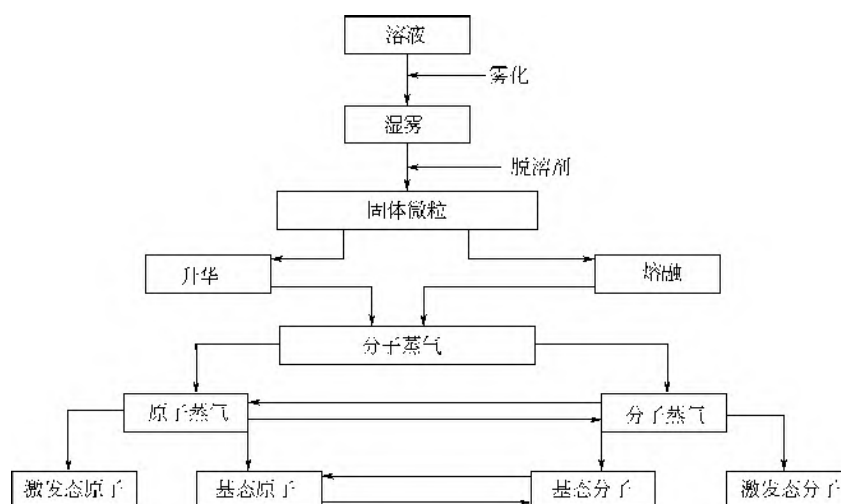 溶液
雾化
湿雾
脱溶剂
固体微粒
升华
熔融
分子蒸气
原子蒸气
分子蒸气
激发态原子
基态原子
基态分子
激发态分子